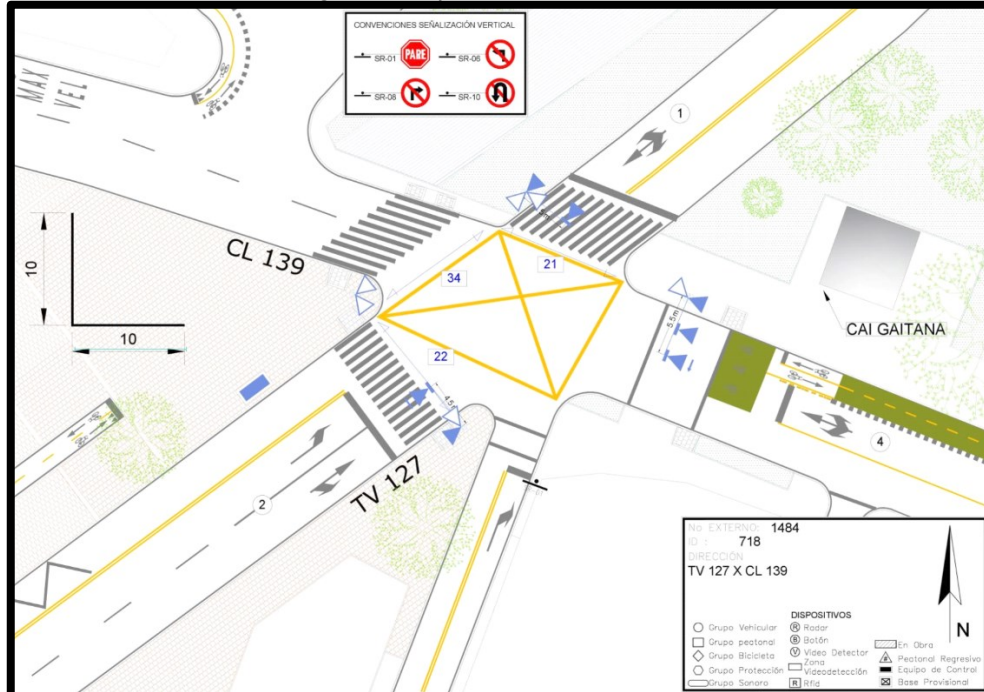 CONVENCIONES SEÑALIZACIÓN VERTICAL
SR-01
PARE
SR-06
SR-08
SR-10
1
CL 139
10
10
21
34
22
5.5m
4.5
CAI GAITANA
4
2
TV 127
No EXTERNO: 1484
ID : 718
DIRECCIÓN
TV 127 X CL 139
N
DISPOSITIVOS
Grupo Vehicular
Grupo peatonal
Grupo Bicicleta
Grupo Protección
Grupo Sonoro
R Radar
B Botón
V Video Detector
Zona
Videodetección
R Rfid
En Obra
Peatonal Regresivo
Equipo de Control
Base Provisional